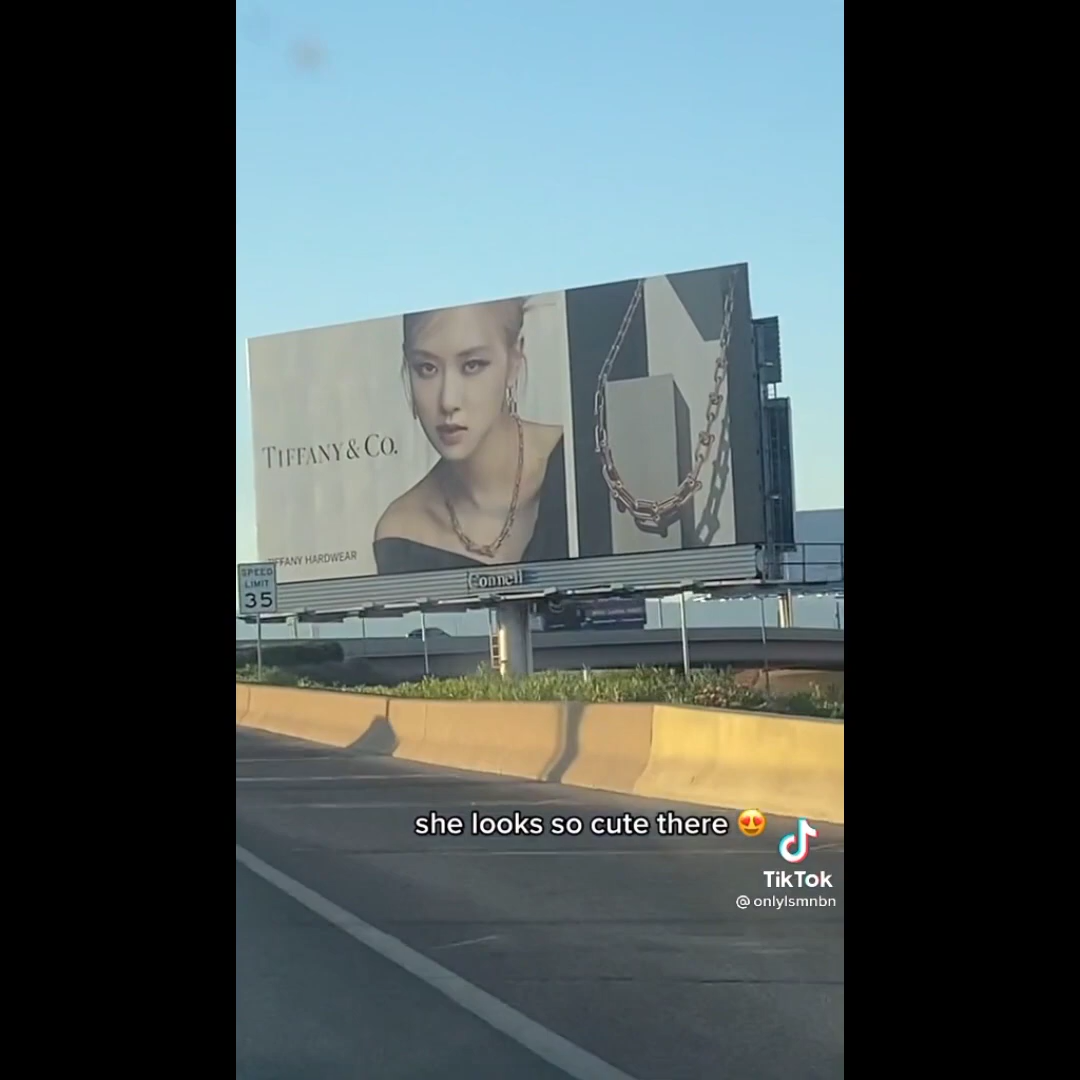 TIFFANY & CO.
TIFFANY HARDWEAR
SPEED
LIMIT
35
Connell
she looks so cute there 😍
TikTok
@onlylsmnbn